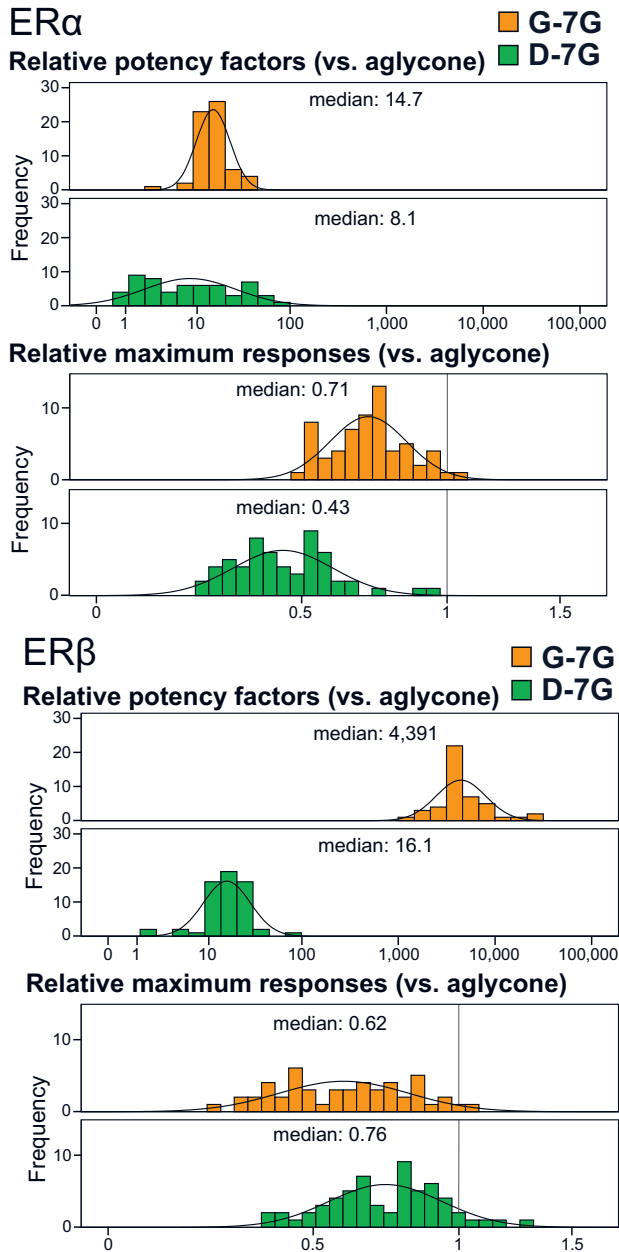 ERα
G-7G
D-7G
Relative potency factors (vs. aglycone)
median: 14.7
30
20
10
0
Frequency
median: 8.1
30
20
10
0
0 1 10 100 1,000 10,000 100,000
Relative maximum responses (vs. aglycone)
median: 0.71
10
0
Frequency
median: 0.43
10
0
0 0.5 1 1.5
ERβ
G-7G
D-7G
Relative potency factors (vs. aglycone)
median: 4,391
30
20
10
0
Frequency
median: 16.1
30
20
10
0
0 1 10 100 1,000 10,000 100,000
Relative maximum responses (vs. aglycone)
median: 0.62
10
0
Frequency
median: 0.76
10
0
0 0.5 1 1.5